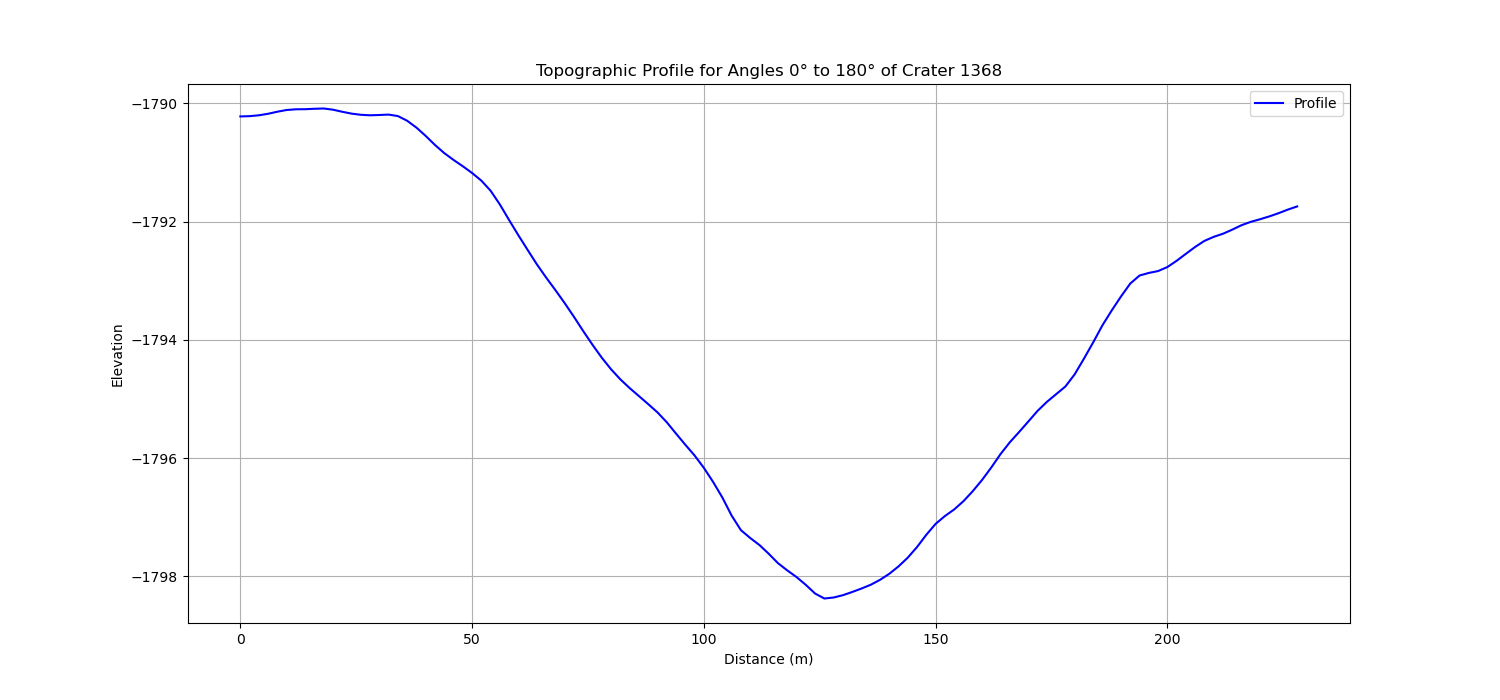 Topographic Profile for Angles 0° to 180° of Crater 1368
Profile
−1790
−1792
−1794
−1796
−1798
Elevation
0 50 100 150 200
Distance (m)